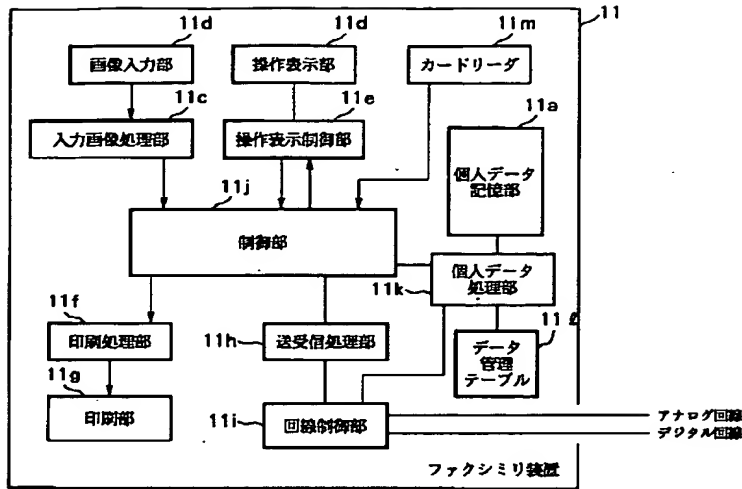 11
11d
11d
11m
画像入力部
操作表示部
カードリーダ
11c
11e
11a
入力画像処理部
操作表示制御部
個人データ
記憶部
11j
制御部
個人データ
処理部
11k
11f
11h
11ℓ
印刷処理部
送受信処理部
データ
管理
テーブル
11g
印刷部
11i
回線制御部
アナログ回線
デジタル回線
ファクシミリ装置